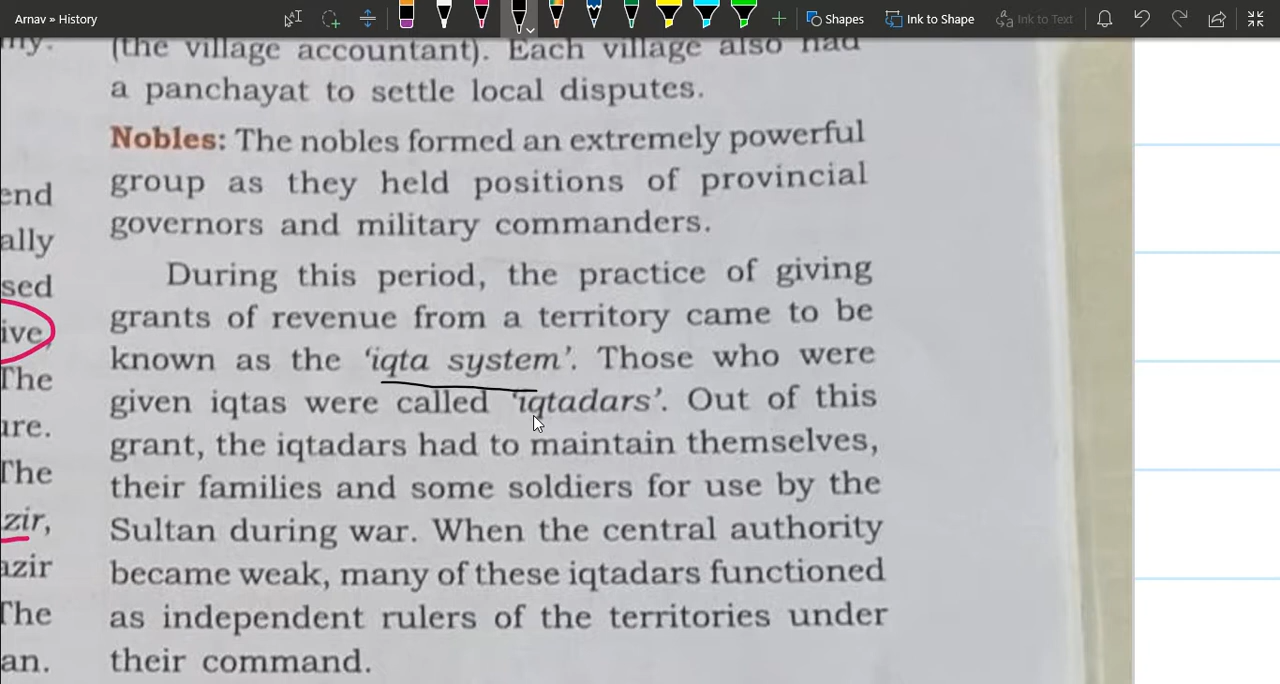 Arnav » History
Shapes
Ink to Shape
Ink to Text
my.
(the village accountant). Each village also had
a panchayat to settle local disputes.
Nobles: The nobles formed an extremely powerful
group as they held positions of provincial
governors and military commanders.
During this period, the practice of giving
grants of revenue from a territory came to be
known as the ‘iqta system’. Those who were
given iqtas were called ‘iqtadars’. Out of this
grant, the iqtadars had to maintain themselves,
their families and some soldiers for use by the
Sultan during war. When the central authority
became weak, many of these iqtadars functioned
as independent rulers of the territories under
their command.
end
ally
sed
ive
The
are.
The
zir,
azir
The
an.